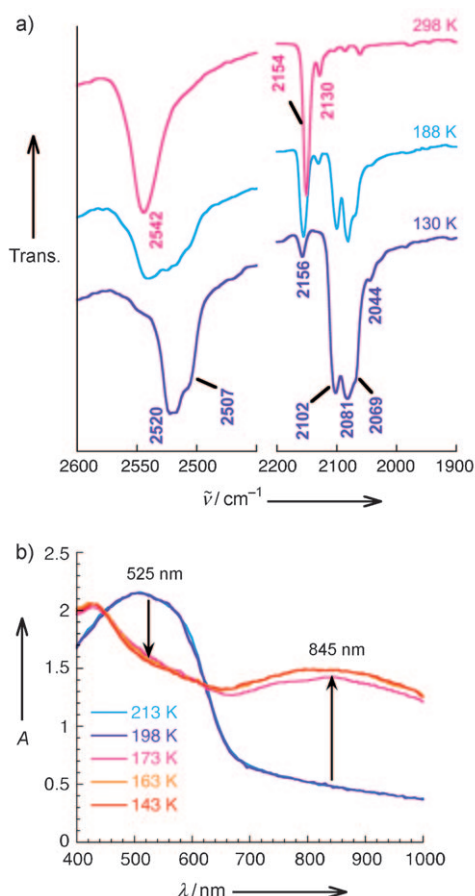 a)
298 K
2154
2130
188 K
Trans.
2542
130 K
2156
2044
2520
2507
2102
2081
2069
2600 2550 2500 2200 2100 2000 1900
ṽ / cm⁻¹
b)
2.5
2
1.5
1
0.5
0
A
525 nm
845 nm
213 K
198 K
173 K
163 K
143 K
400 500 600 700 800 900 1000
λ / nm